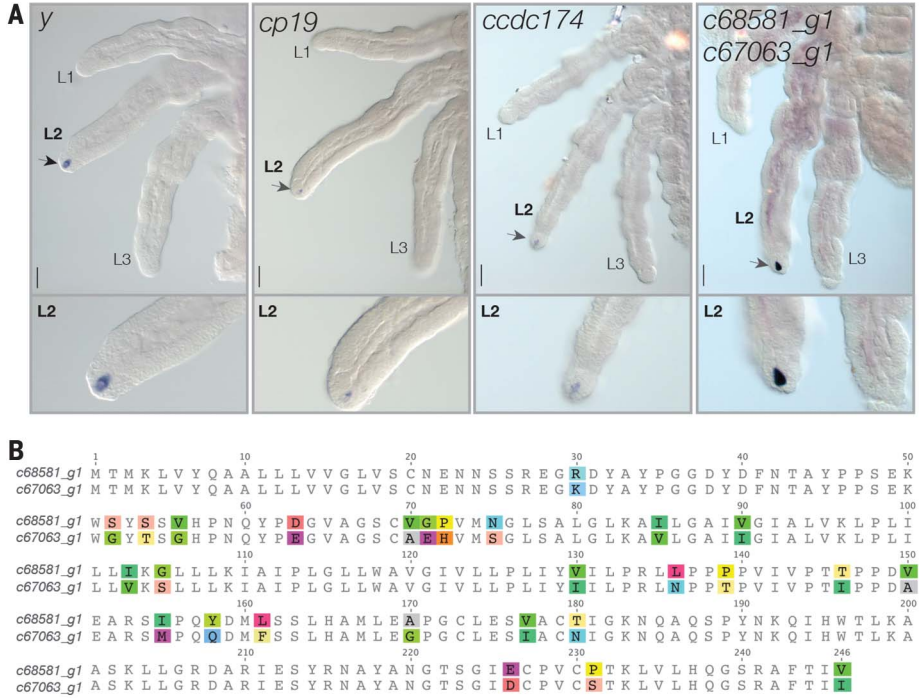 A
y
cp19
ccdc174
c68581_g1
c67063_g1
L1
L2
L3
L1
L2
L3
L1
L2
L3
L1
L2
L3
L2
L2
L2
L2
B
1 10 20 30 40 50
c68581_g1 M T M K L V Y Q A A L L L V V G L V S C N E N N S S R E G R D Y A Y P G G D Y D F N T A Y P P S E K
c67063_g1 M T M K L V Y Q A A L L L V V G L V S C N E N N S S R E G K D Y A Y P G G D Y D F N T A Y P P S E K
60 70 80 90 100
c68581_g1 W S Y S S V H P N Q Y P D G V A G S C V G P V M N G L S A L G L K A I L G A I V G I A L V K L P L I
c67063_g1 W G Y T S G H P N Q Y P E G V A G S C A E H V M S G L S A L G L K A V L G A I I G I A L V K L P L I
110 120 130 140 150
c68581_g1 L L I K G L L L K I A I P L G L L W A V G I V L L P L I Y V I L P R L L P P P V I V P T T P P D V
c67063_g1 L L V K S L L L K I A I P L G L L W A V G I V L L P L I Y I I L P R L N P P T V I V P T I P P D A
160 170 180 190 200
c68581_g1 E A R S I P Q Y D M L S S L H A M L E A P G C L E S V A C T I G K N Q A Q S P Y N K Q I H W T L K A
c67063_g1 E A R S M P Q Q D M F S S L H A M L E G P G C L E S I A C N I G K N Q A Q S P Y N K Q I H W T L K A
210 220 230 240 246
c68581_g1 A S K L L G R D A R I E S Y R N A Y A N G T S G I E C P V C P T K L V L H Q G S R A F T I V
c67063_g1 A S K L L G R D A R I E S Y R N A Y A N G T S G I D C P V C S T K L V L H Q G S R A F T I I